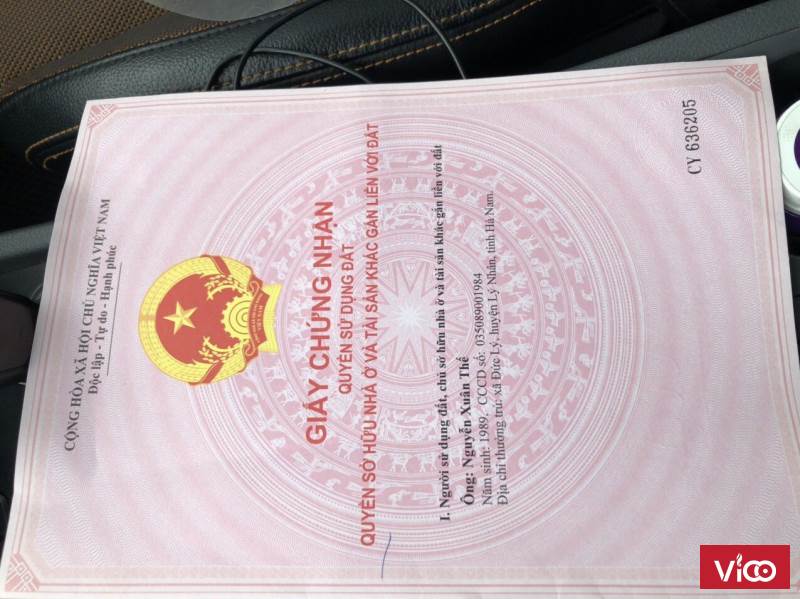 CỘNG HÒA XÃ HỘI CHỦ NGHĨA VIỆT NAM
Độc lập - Tự do - Hạnh phúc
GIẤY CHỨNG NHẬN
QUYỀN SỬ DỤNG ĐẤT
QUYỀN SỞ HỮU NHÀ Ở VÀ TÀI SẢN KHÁC GẮN LIỀN VỚI ĐẤT
I. Người sử dụng đất, chủ sở hữu nhà ở và tài sản khác gắn liền với đất
Ông: Nguyễn Xuân Thế
Năm sinh: 1989, CCCD số: 035089001984
Địa chỉ thường trú: xã Đức Lý, huyện Lý Nhân, tỉnh Hà Nam.
CY 636205
ViCO